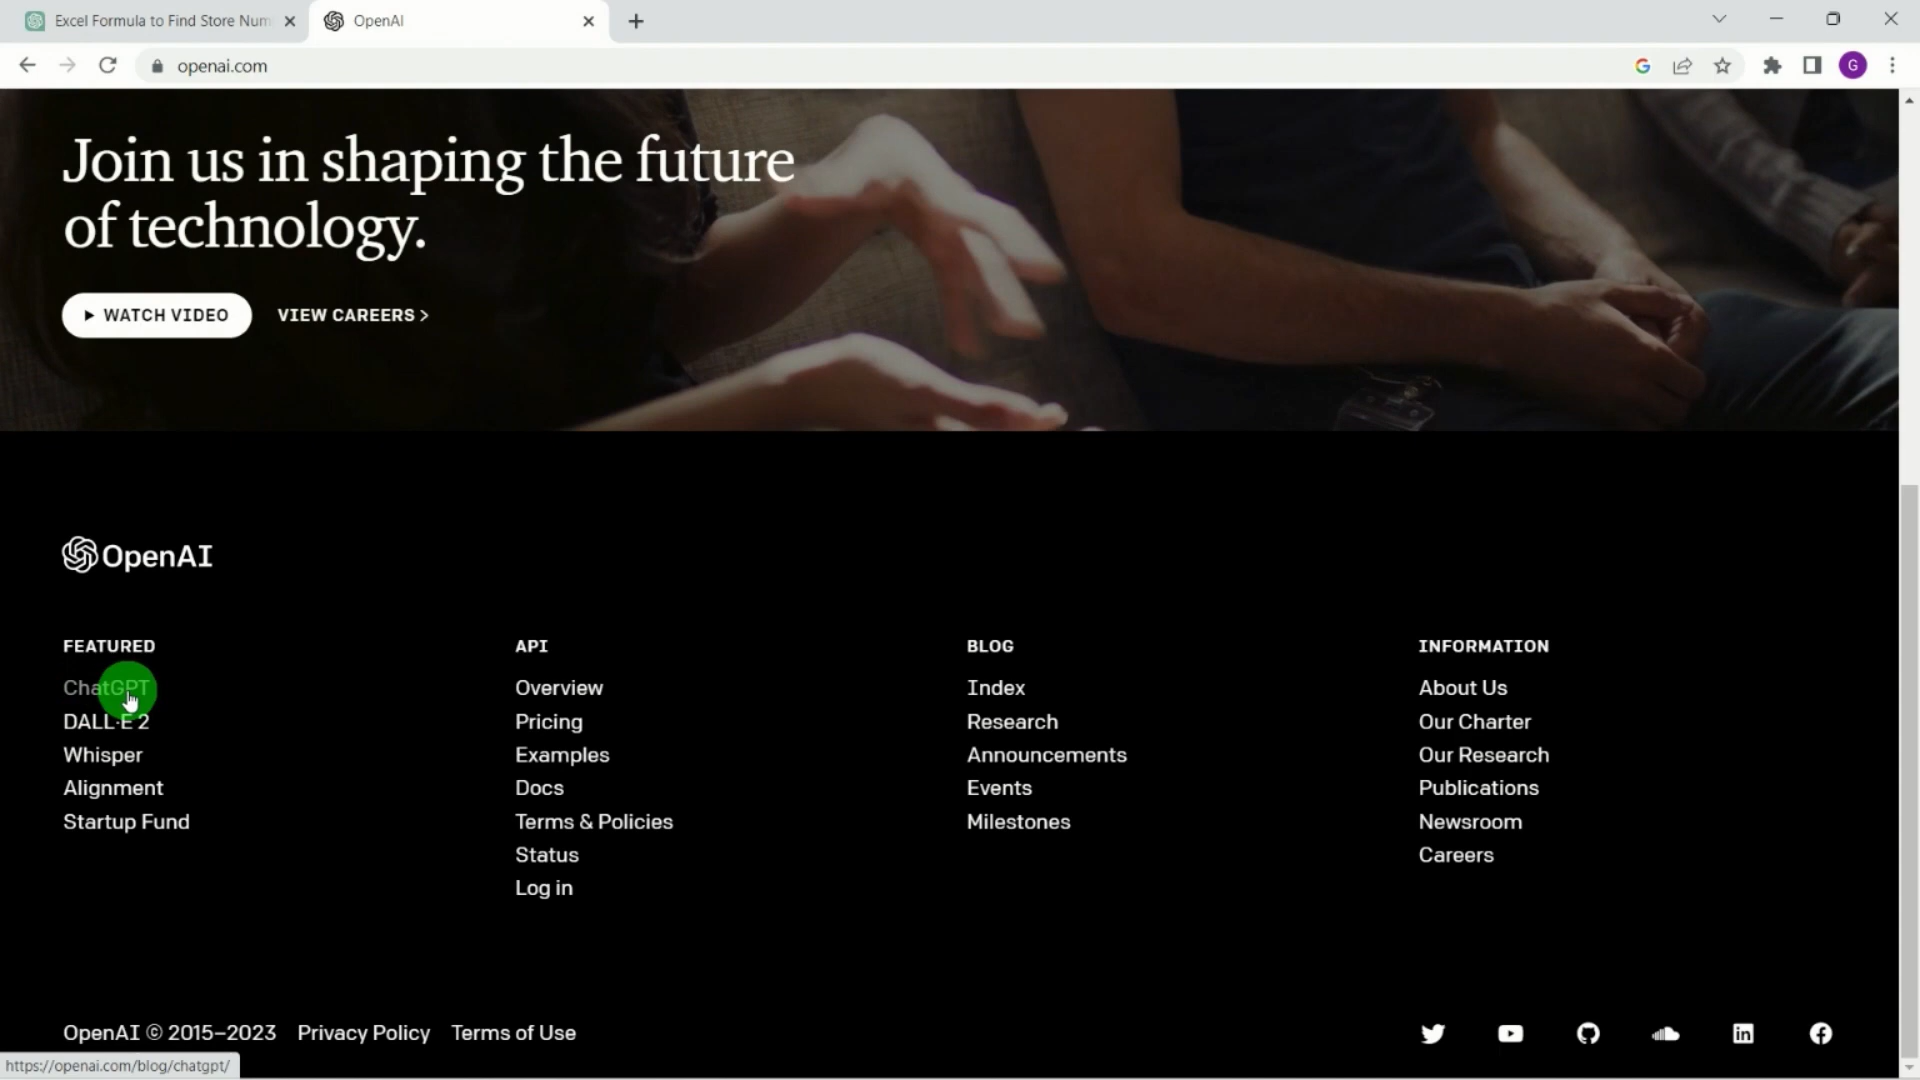 Excel Formula to Find Store Num
OpenAI
openai.com
G
G
Join us in shaping the future
of technology.
WATCH VIDEO
VIEW CAREERS >
OpenAI
FEATURED
ChatGPT
DALL·E 2
Whisper
Alignment
Startup Fund
API
Overview
Pricing
Examples
Docs
Terms & Policies
Status
Log in
BLOG
Index
Research
Announcements
Events
Milestones
INFORMATION
About Us
Our Charter
Our Research
Publications
Newsroom
Careers
OpenAI © 2015–2023 Privacy Policy Terms of Use
in
https://openai.com/blog/chatgpt/